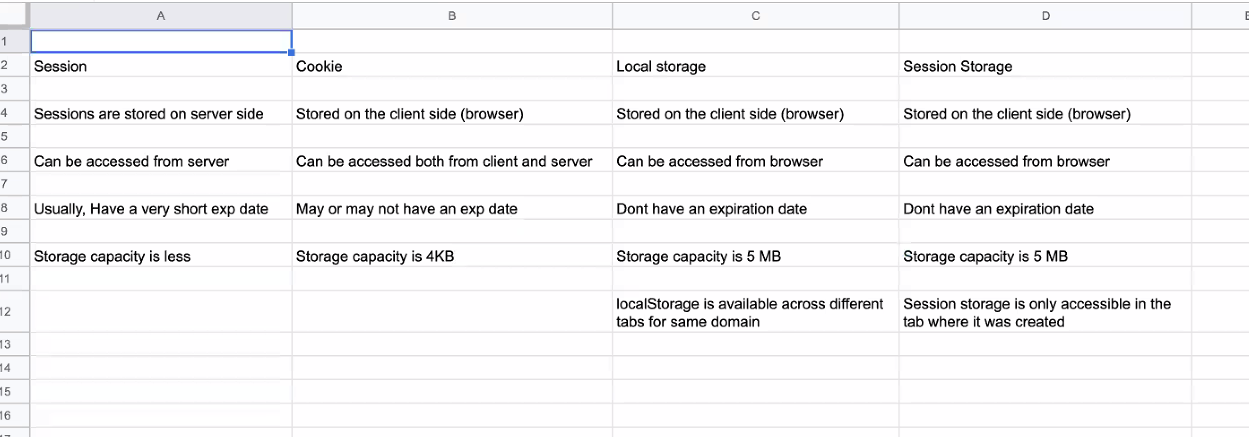 A B C D E
1
2 Session Cookie Local storage Session Storage
3
4 Sessions are stored on server side Stored on the client side (browser) Stored on the client side (browser) Stored on the client side (browser)
5
6 Can be accessed from server Can be accessed both from client and server Can be accessed from browser Can be accessed from browser
7
8 Usually, Have a very short exp date May or may not have an exp date Dont have an expiration date Dont have an expiration date
9
10 Storage capacity is less Storage capacity is 4KB Storage capacity is 5 MB Storage capacity is 5 MB
11
12 localStorage is available across different Session storage is only accessible in the
tabs for same domain tab where it was created
13
14
15
16